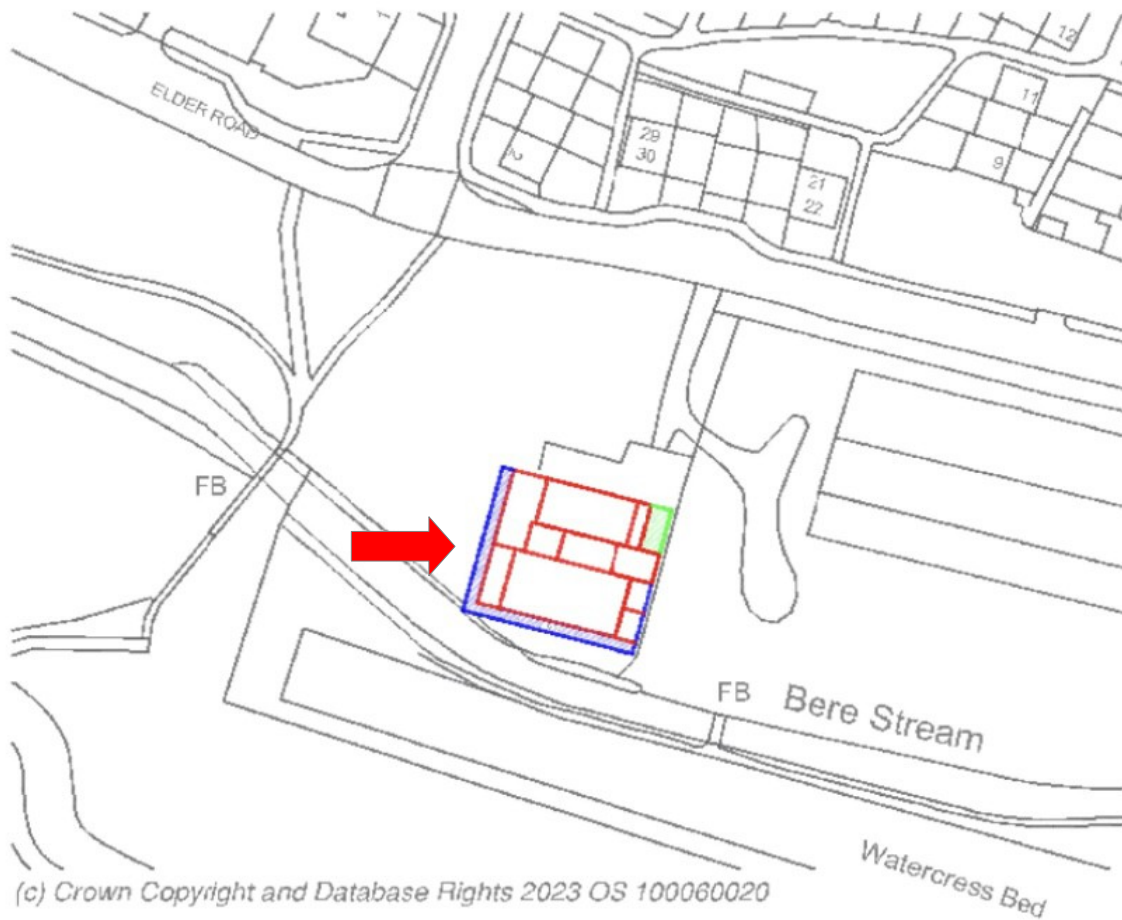 12
11
ELDER ROAD
29
30
2
9
21
22
FB
FB
Bere Stream
Watercress Bed
(c) Crown Copyright and Database Rights 2023 OS 100060020